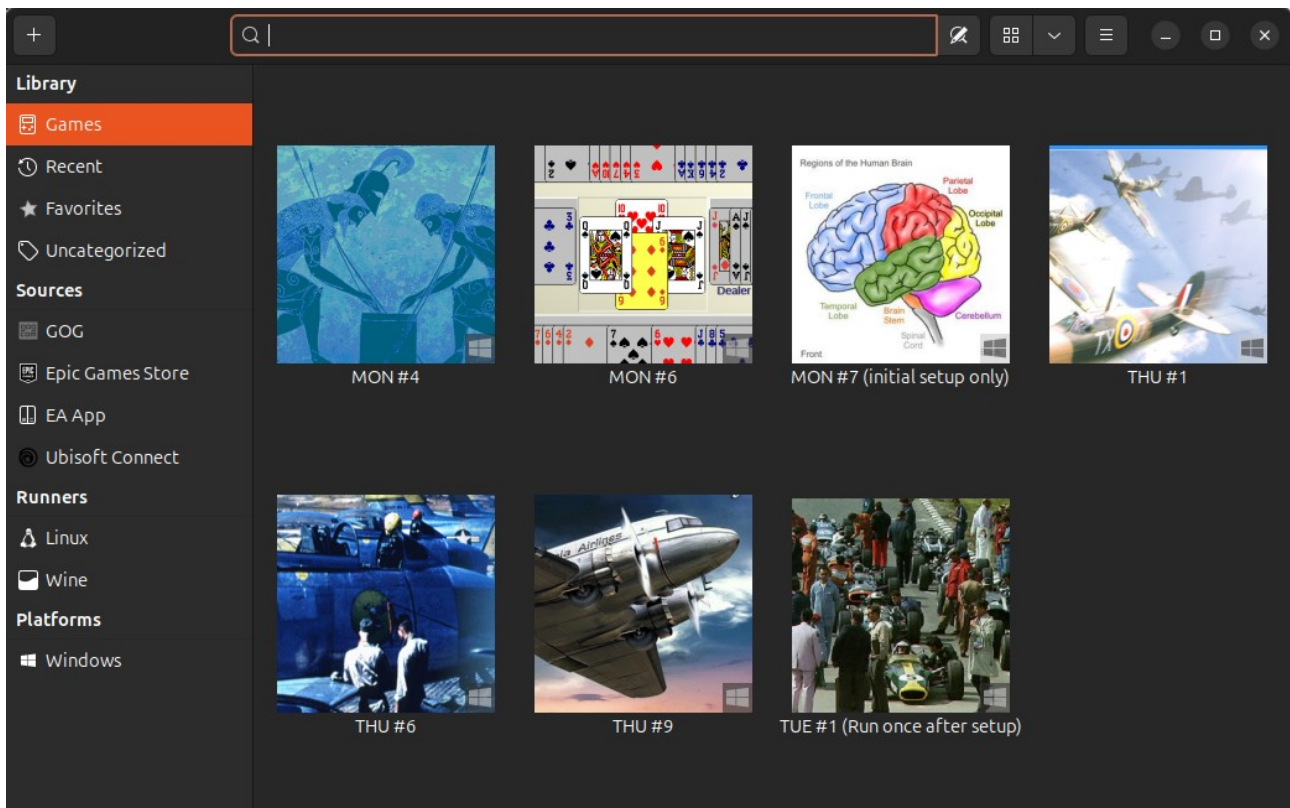 Library
Games
Recent
Favorites
Uncategorized
Sources
GOG
Epic Games Store
EA App
Ubisoft Connect
Runners
Linux
Wine
Platforms
Windows
Dealer
Regions of the Human Brain
Parietal
Lobe
Frontal
Lobe
Occipital
Lobe
Temporal
Lobe
Brain
Stem
Cerebellum
Spinal
Cord
Front
MON #4
MON #6
MON #7 (initial setup only)
THU #1
Airlines
THU #6
THU #9
TUE #1 (Run once after setup)